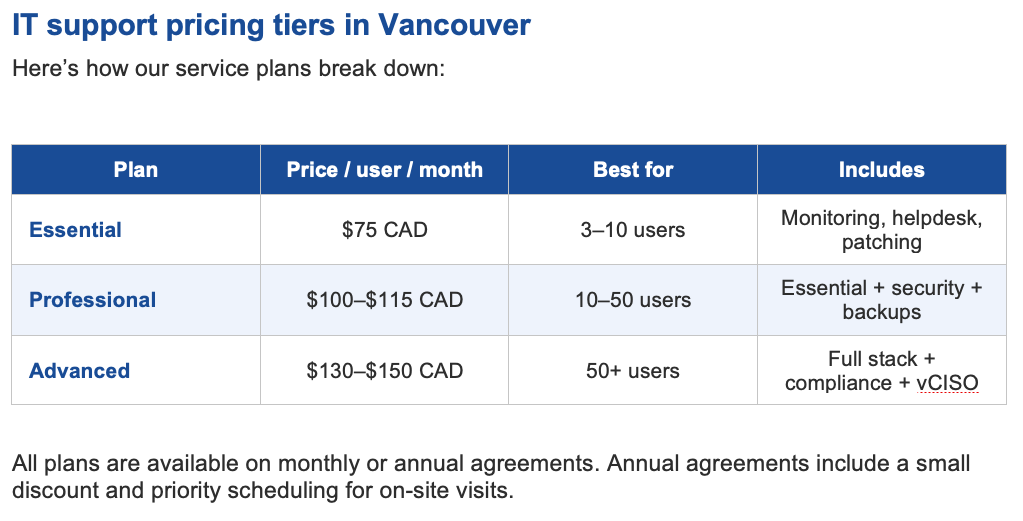 IT support pricing tiers in Vancouver
Here’s how our service plans break down:
Plan Price / user / month Best for Includes
Essential $75 CAD 3–10 users Monitoring, helpdesk, patching
Professional $100–$115 CAD 10–50 users Essential + security + backups
Advanced $130–$150 CAD 50+ users Full stack + compliance + vCISO
All plans are available on monthly or annual agreements. Annual agreements include a small
discount and priority scheduling for on-site visits.